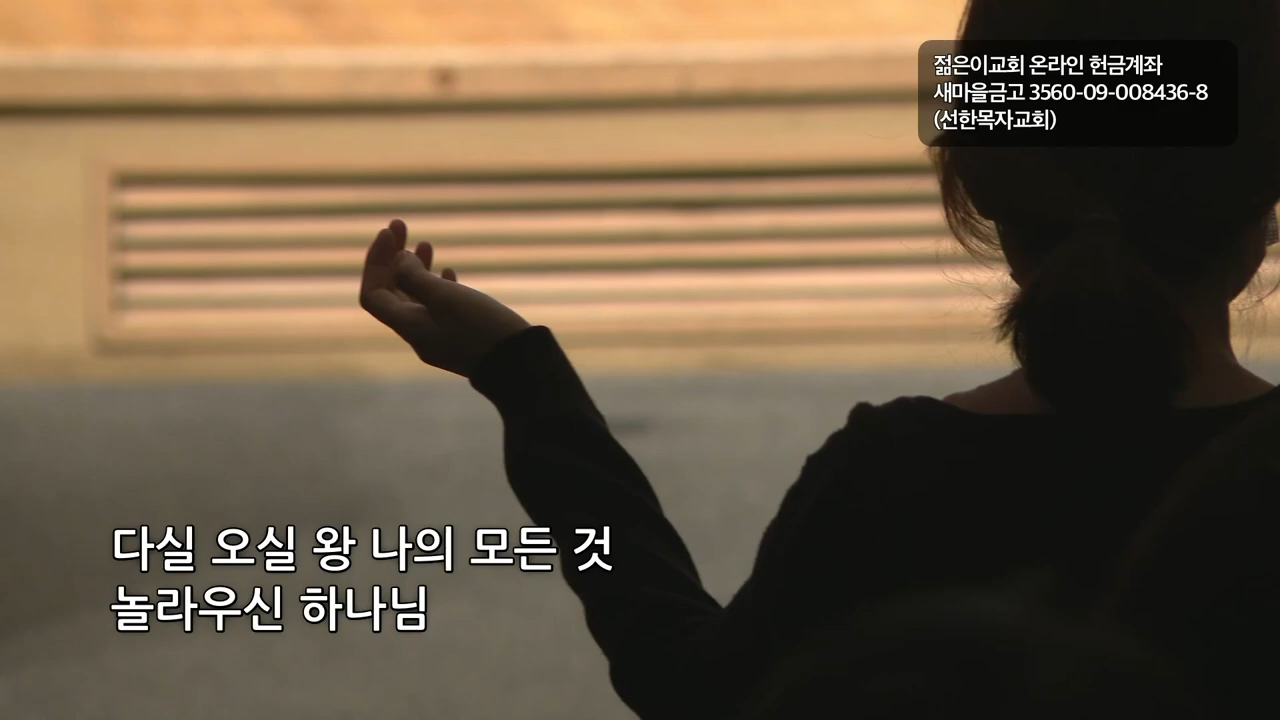 젊은이교회 온라인 헌금계좌
새마을금고 3560-09-008436-8
(선한목자교회)
다실 오실 왕 나의 모든 것
놀라우신 하나님